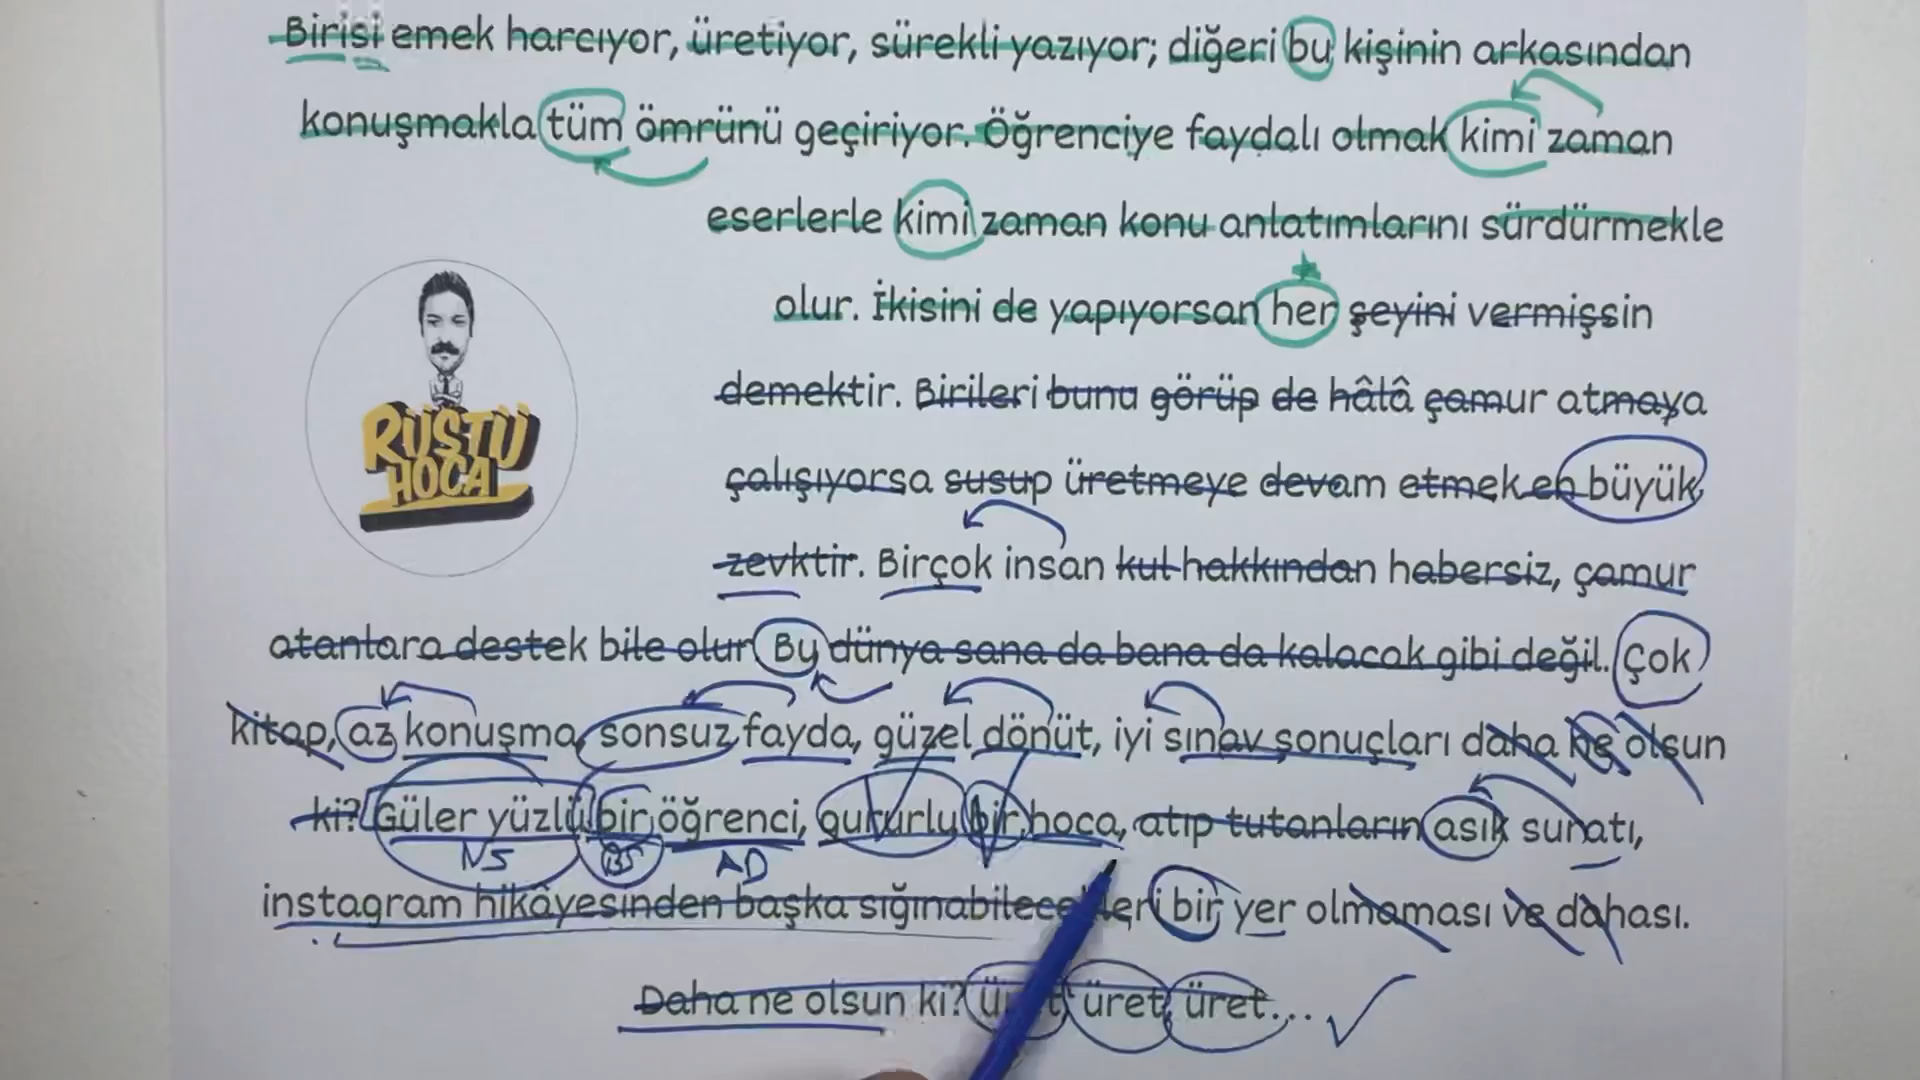 Birisi emek harcıyor, üretiyor, sürekli yazıyor; diğeri bu kişinin arkasından
konuşmakla tüm ömrünü geçiriyor. Öğrenciye faydalı olmak kimi zaman
eserlerle kimi zaman konu anlatımlarını sürdürmekle
olur. İkisini de yapıyorsan her şeyini vermişsin
demektir. Birileri bunu görüp de hâlâ çamur atmaya
RÜŞTÜ
HOCA
çalışıyorsa susup üretmeye devam etmek en büyük
zevktir. Birçok insan kul hakkından habersiz, çamur
atanlara destek bile olur. Bu dünya sana da bana da kalacak gibi değil. Çok
kitap, az konuşma, sonsuz fayda, güzel dönüt, iyi sınav sonuçları daha ne olsun
ki? Güler yüzlü bir öğrenci, gururlu bir hoca, atıp tutanların asık suratı,
NS BS AD
instagram hikâyesinden başka bir yer olmaması ve dahası.
Daha ne olsun ki? üret, üret, üret...